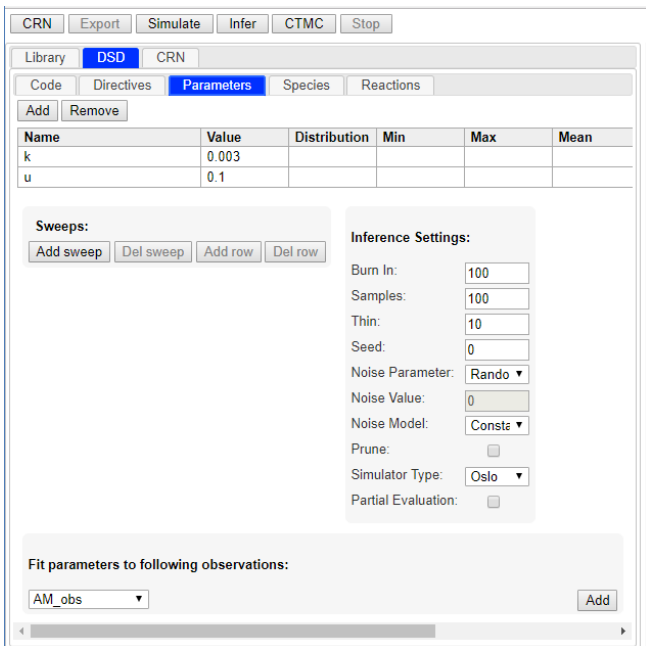 CRN Export Simulate Infer CTMC Stop
Library DSD CRN
Code Directives Parameters Species Reactions
Add Remove
Name Value Distribution Min Max Mean
k 0.003
u 0.1
Sweeps:
Add sweep Del sweep Add row Del row
Inference Settings:
Burn In: 100
Samples: 100
Thin: 10
Seed: 0
Noise Parameter: Rando
Noise Value: 0
Noise Model: Consta
Prune:
Simulator Type: Oslo
Partial Evaluation:
Fit parameters to following observations:
AM_obs Add